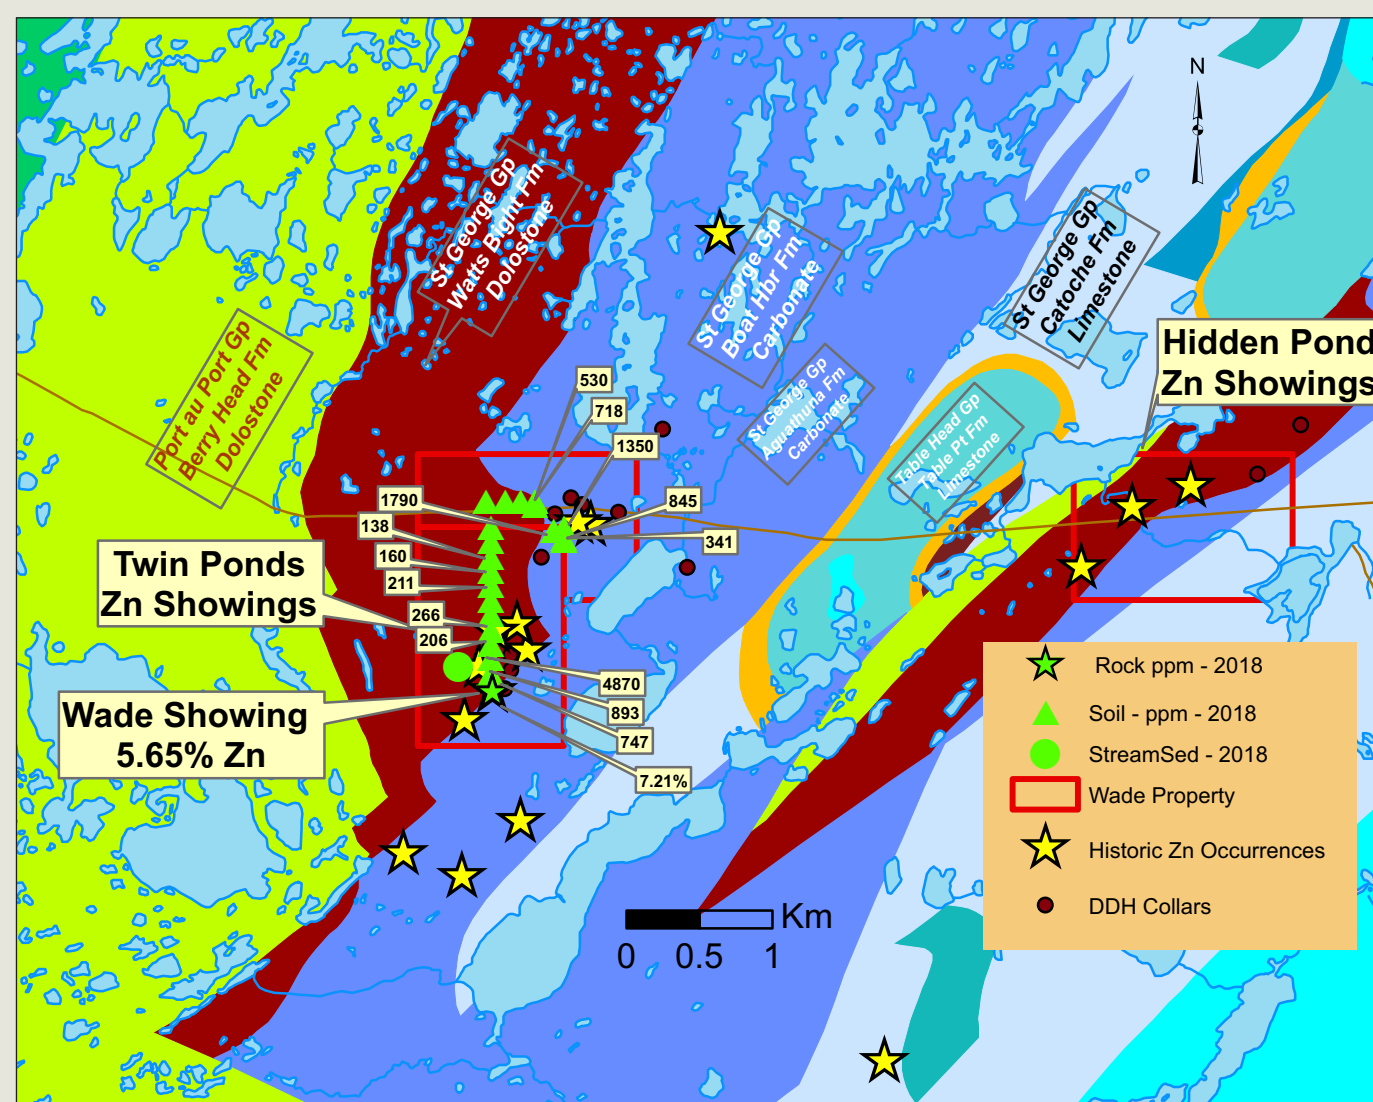 N
St George Gp
Watts Bight Fm
Dolostone
St George Gp
Boat Hbr Fm
Carbonate
St George Gp
Catoche Fm
Limestone
Port au Port Gp
Berry Head Fm
Dolostone
St George Gp
Aguathuna Fm
Carbonate
Table Head Gp
Table Pt Fm
LImestone
Hidden Pond
Zn Showings
530
718
1350
1790
845
138
341
160
211
Twin Ponds
Zn Showings
266
206
4870
893
747
7.21%
Wade Showing
5.65% Zn
Rock ppm - 2018
Soil - ppm - 2018
StreamSed - 2018
Wade Property
Historic Zn Occurrences
DDH Collars
Km
0 0.5 1